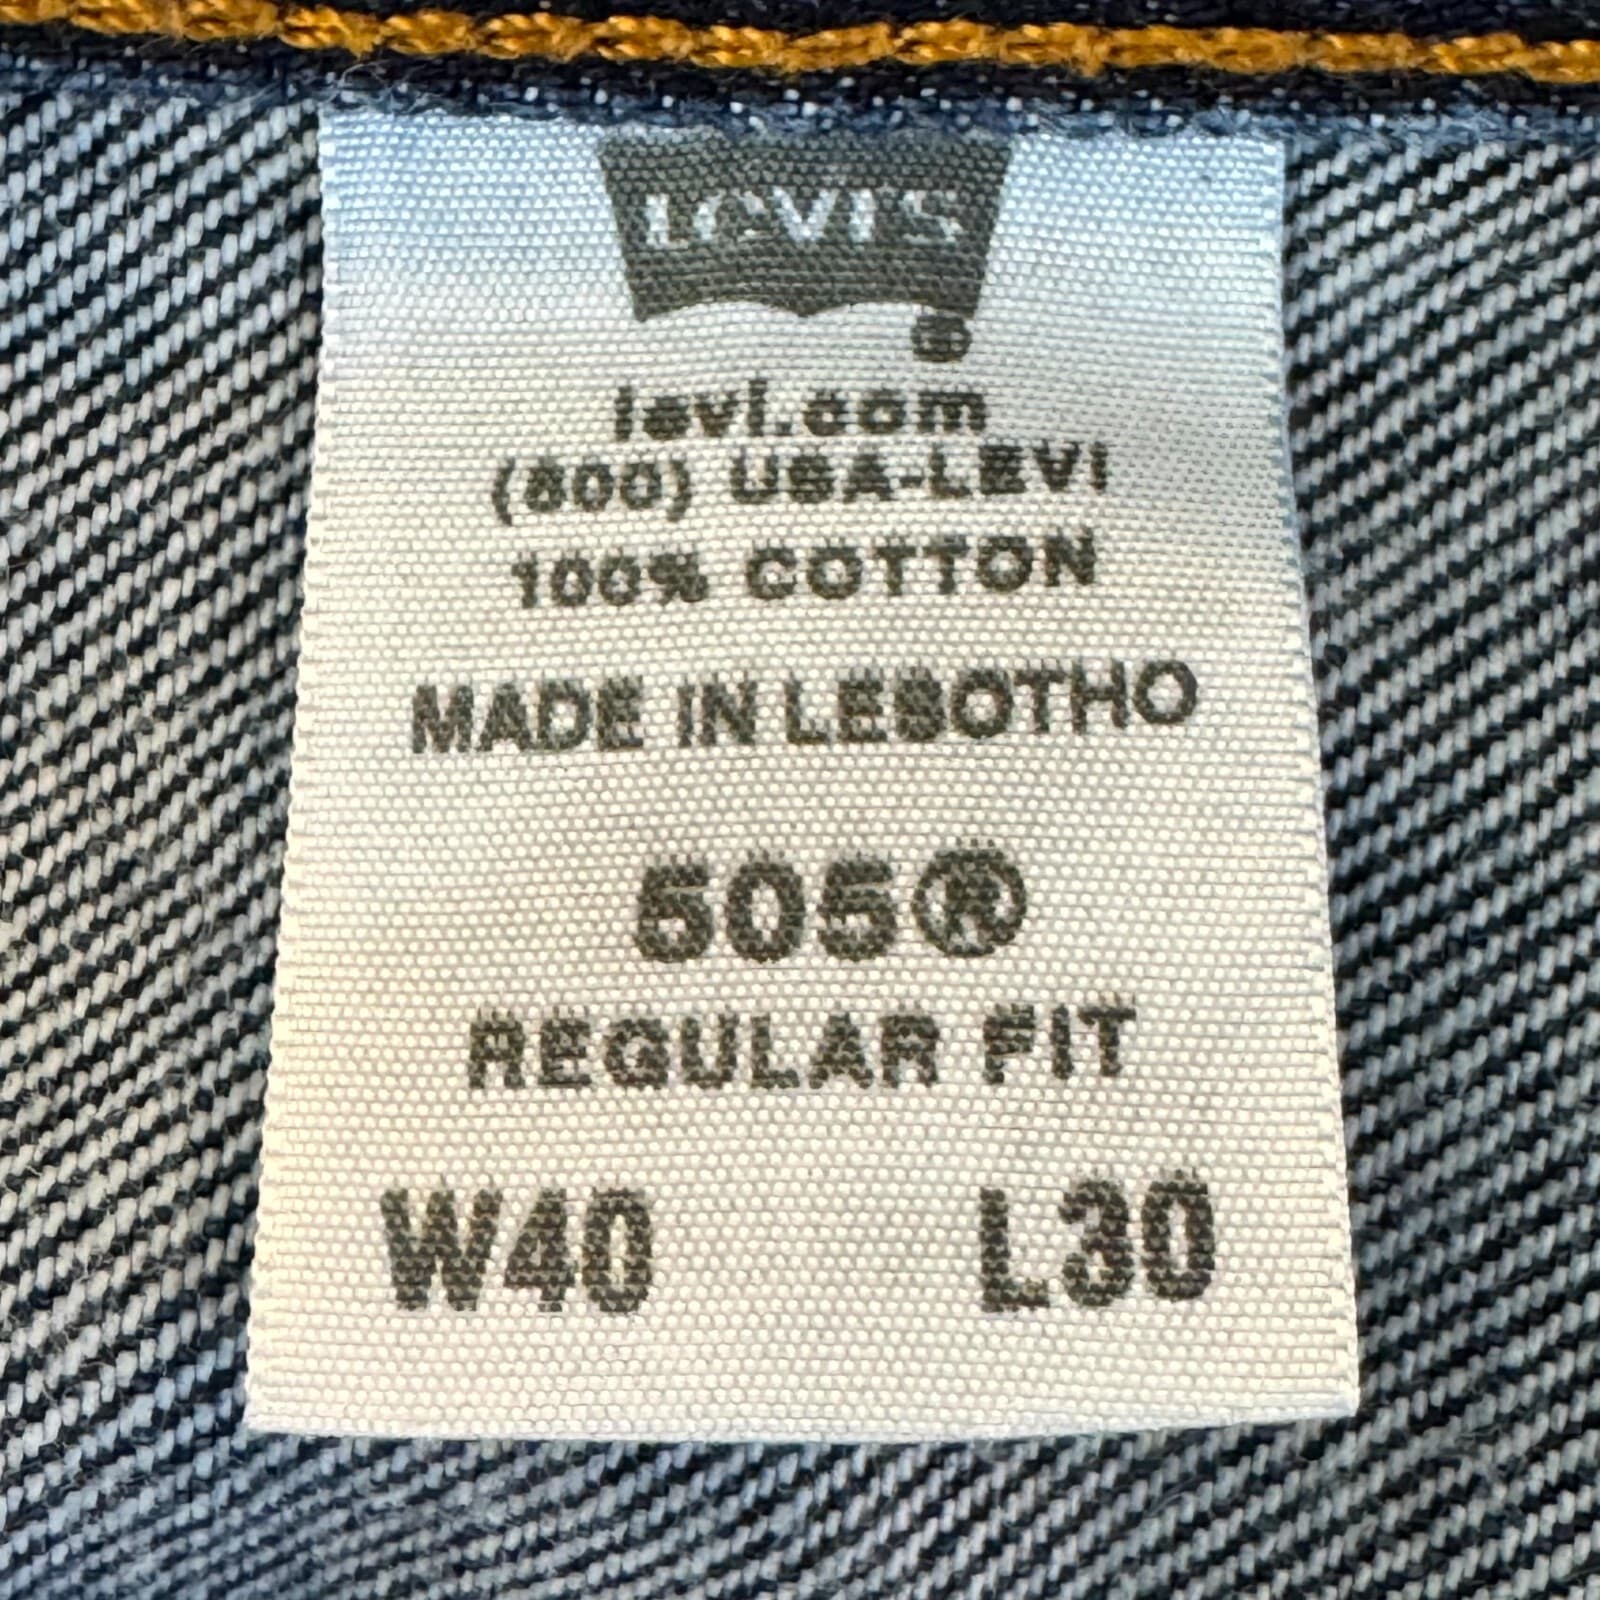 LEVI'S
®
levi.com
(800) USA-LEVI
100% COTTON
MADE IN LESOTHO
505®
REGULAR FIT
W40 L30